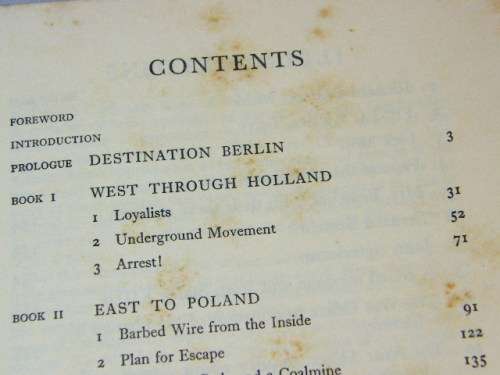 CONTENTS
FOREWORD
INTRODUCTION
PROLOGUE DESTINATION BERLIN 3
BOOK I WEST THROUGH HOLLAND 31
1 Loyalists 52
2 Underground Movement 71
3 Arrest!
BOOK II EAST TO POLAND 91
1 Barbed Wire from the Inside 122
2 Plan for Escape 135
and a Coalmine